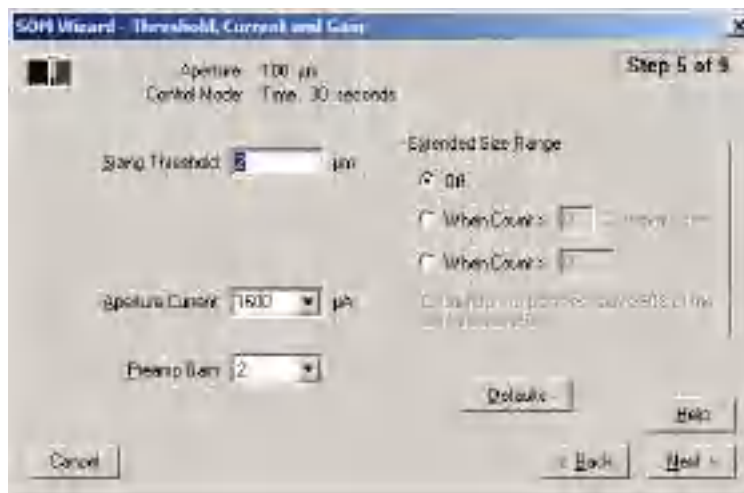 SOM Wizard - Threshold, Current and Gain
Step 5 of 9
Aperture: 100 µm
Control Mode: Time, 30 seconds
Sizing Threshold: 2 µm
Extended Size Range
Off
When Count >
When Count >
Aperture Current: 1600 µA
Preamp Gain: 2
Defaults
Help
Cancel
< Back
Next >